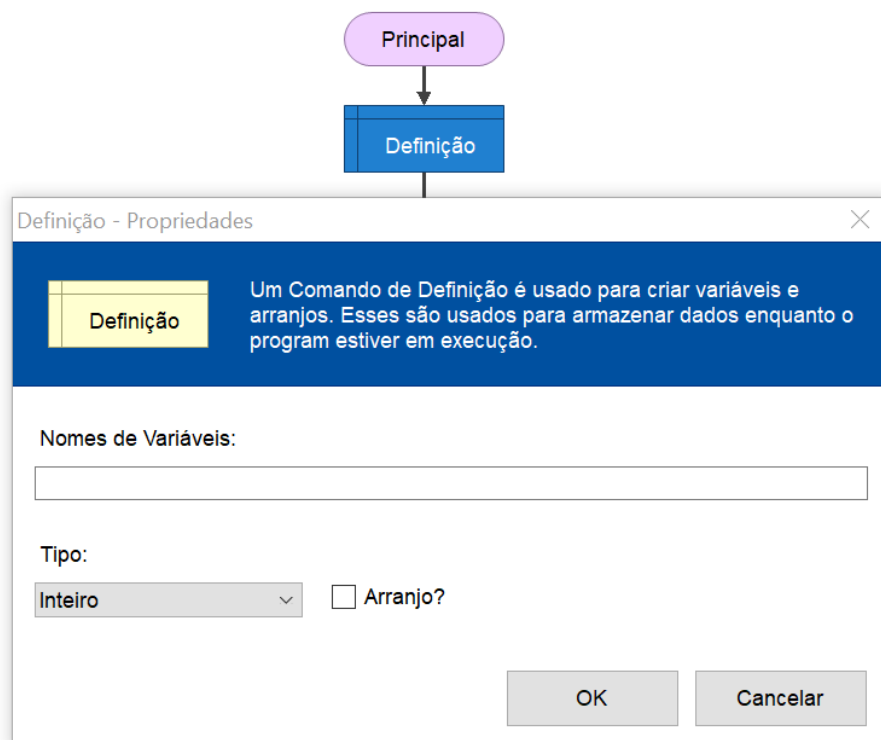 Principal
Definição
Definição - Propriedades
Definição
Um Comando de Definição é usado para criar variáveis e
arranjos. Esses são usados para armazenar dados enquanto o
program estiver em execução.
Nomes de Variáveis:
Tipo:
Inteiro
Arranjo?
OK
Cancelar